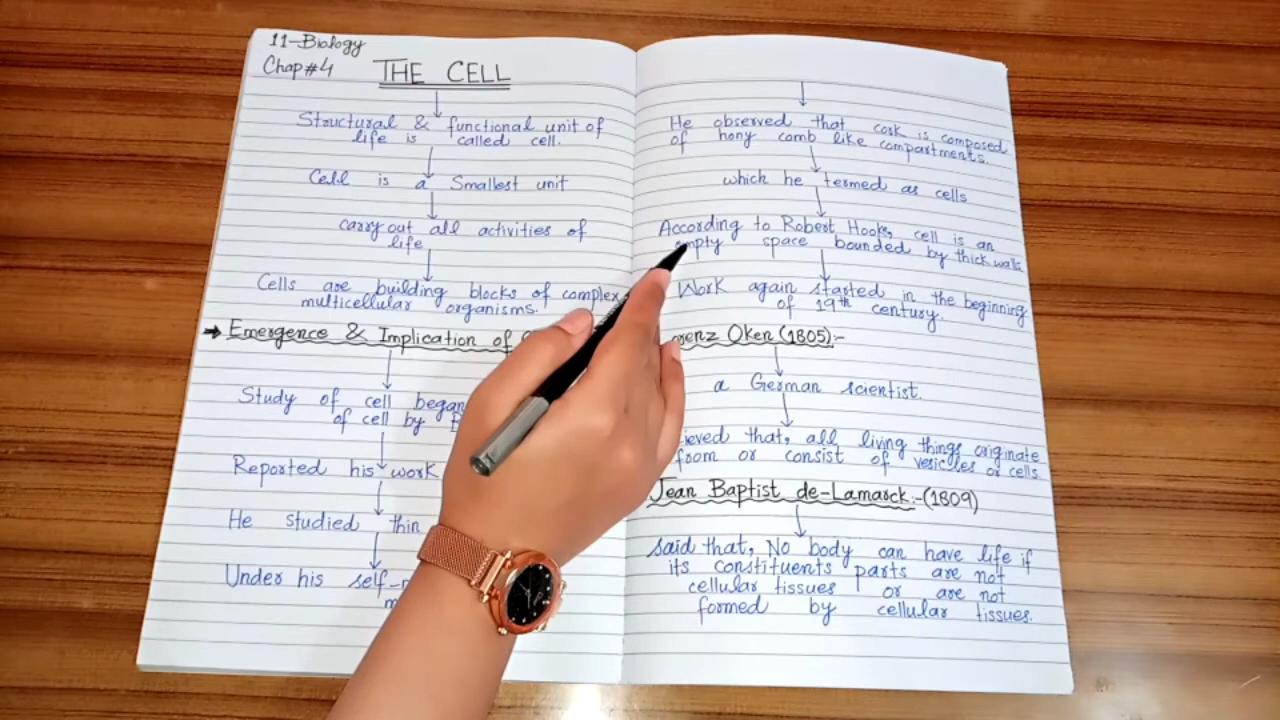 11-Biology
Chap#4
THE CELL
Structural & functional unit of
life is called cell.
Cell is a Smallest unit
carry out all activities of
life
Cells are building blocks of complex
multicellular organisms.
Emergence & Implication of
Study of cell began
of cell by
Reported his work
He studied thin
Under his self-
He observed that cork is composed
of hony comb like compartments.
which he termed as cells
According to Robert Hooke, cell is an
empty space bounded by thick walls
Work again started in the beginning
of 19th century.
Oken (1805):-
a German scientist.
that, all living things originate
from or consist of vesicles or cells.
Jean Baptist de-Lamarck:-(1809)
said that, No body can have life if
its constituents parts are not
cellular tissues or are not
formed by cellular tissues.